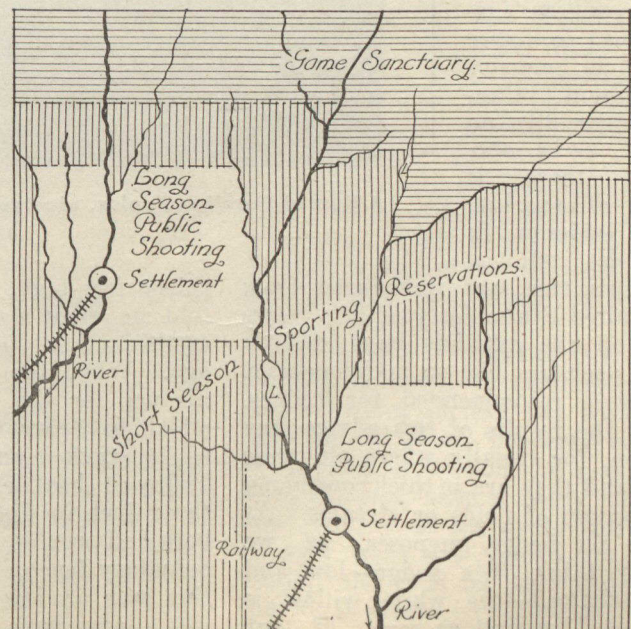 Game Sanctuary.
Long
Season
Public
Shooting
Settlement
River
Short Season Sporting Reservations.
L
L
Long Season
Public Shooting
Settlement
Railway
River